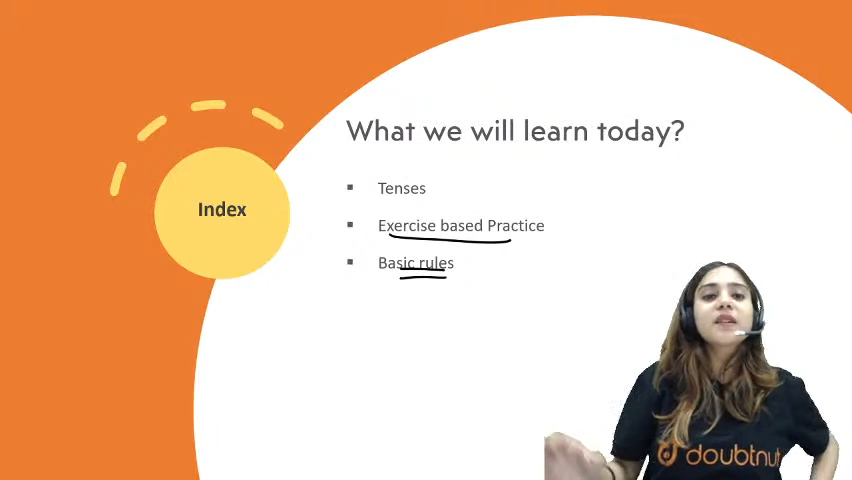 What we will learn today?
Index
Tenses
Exercise based Practice
Basic rules
doubtnut